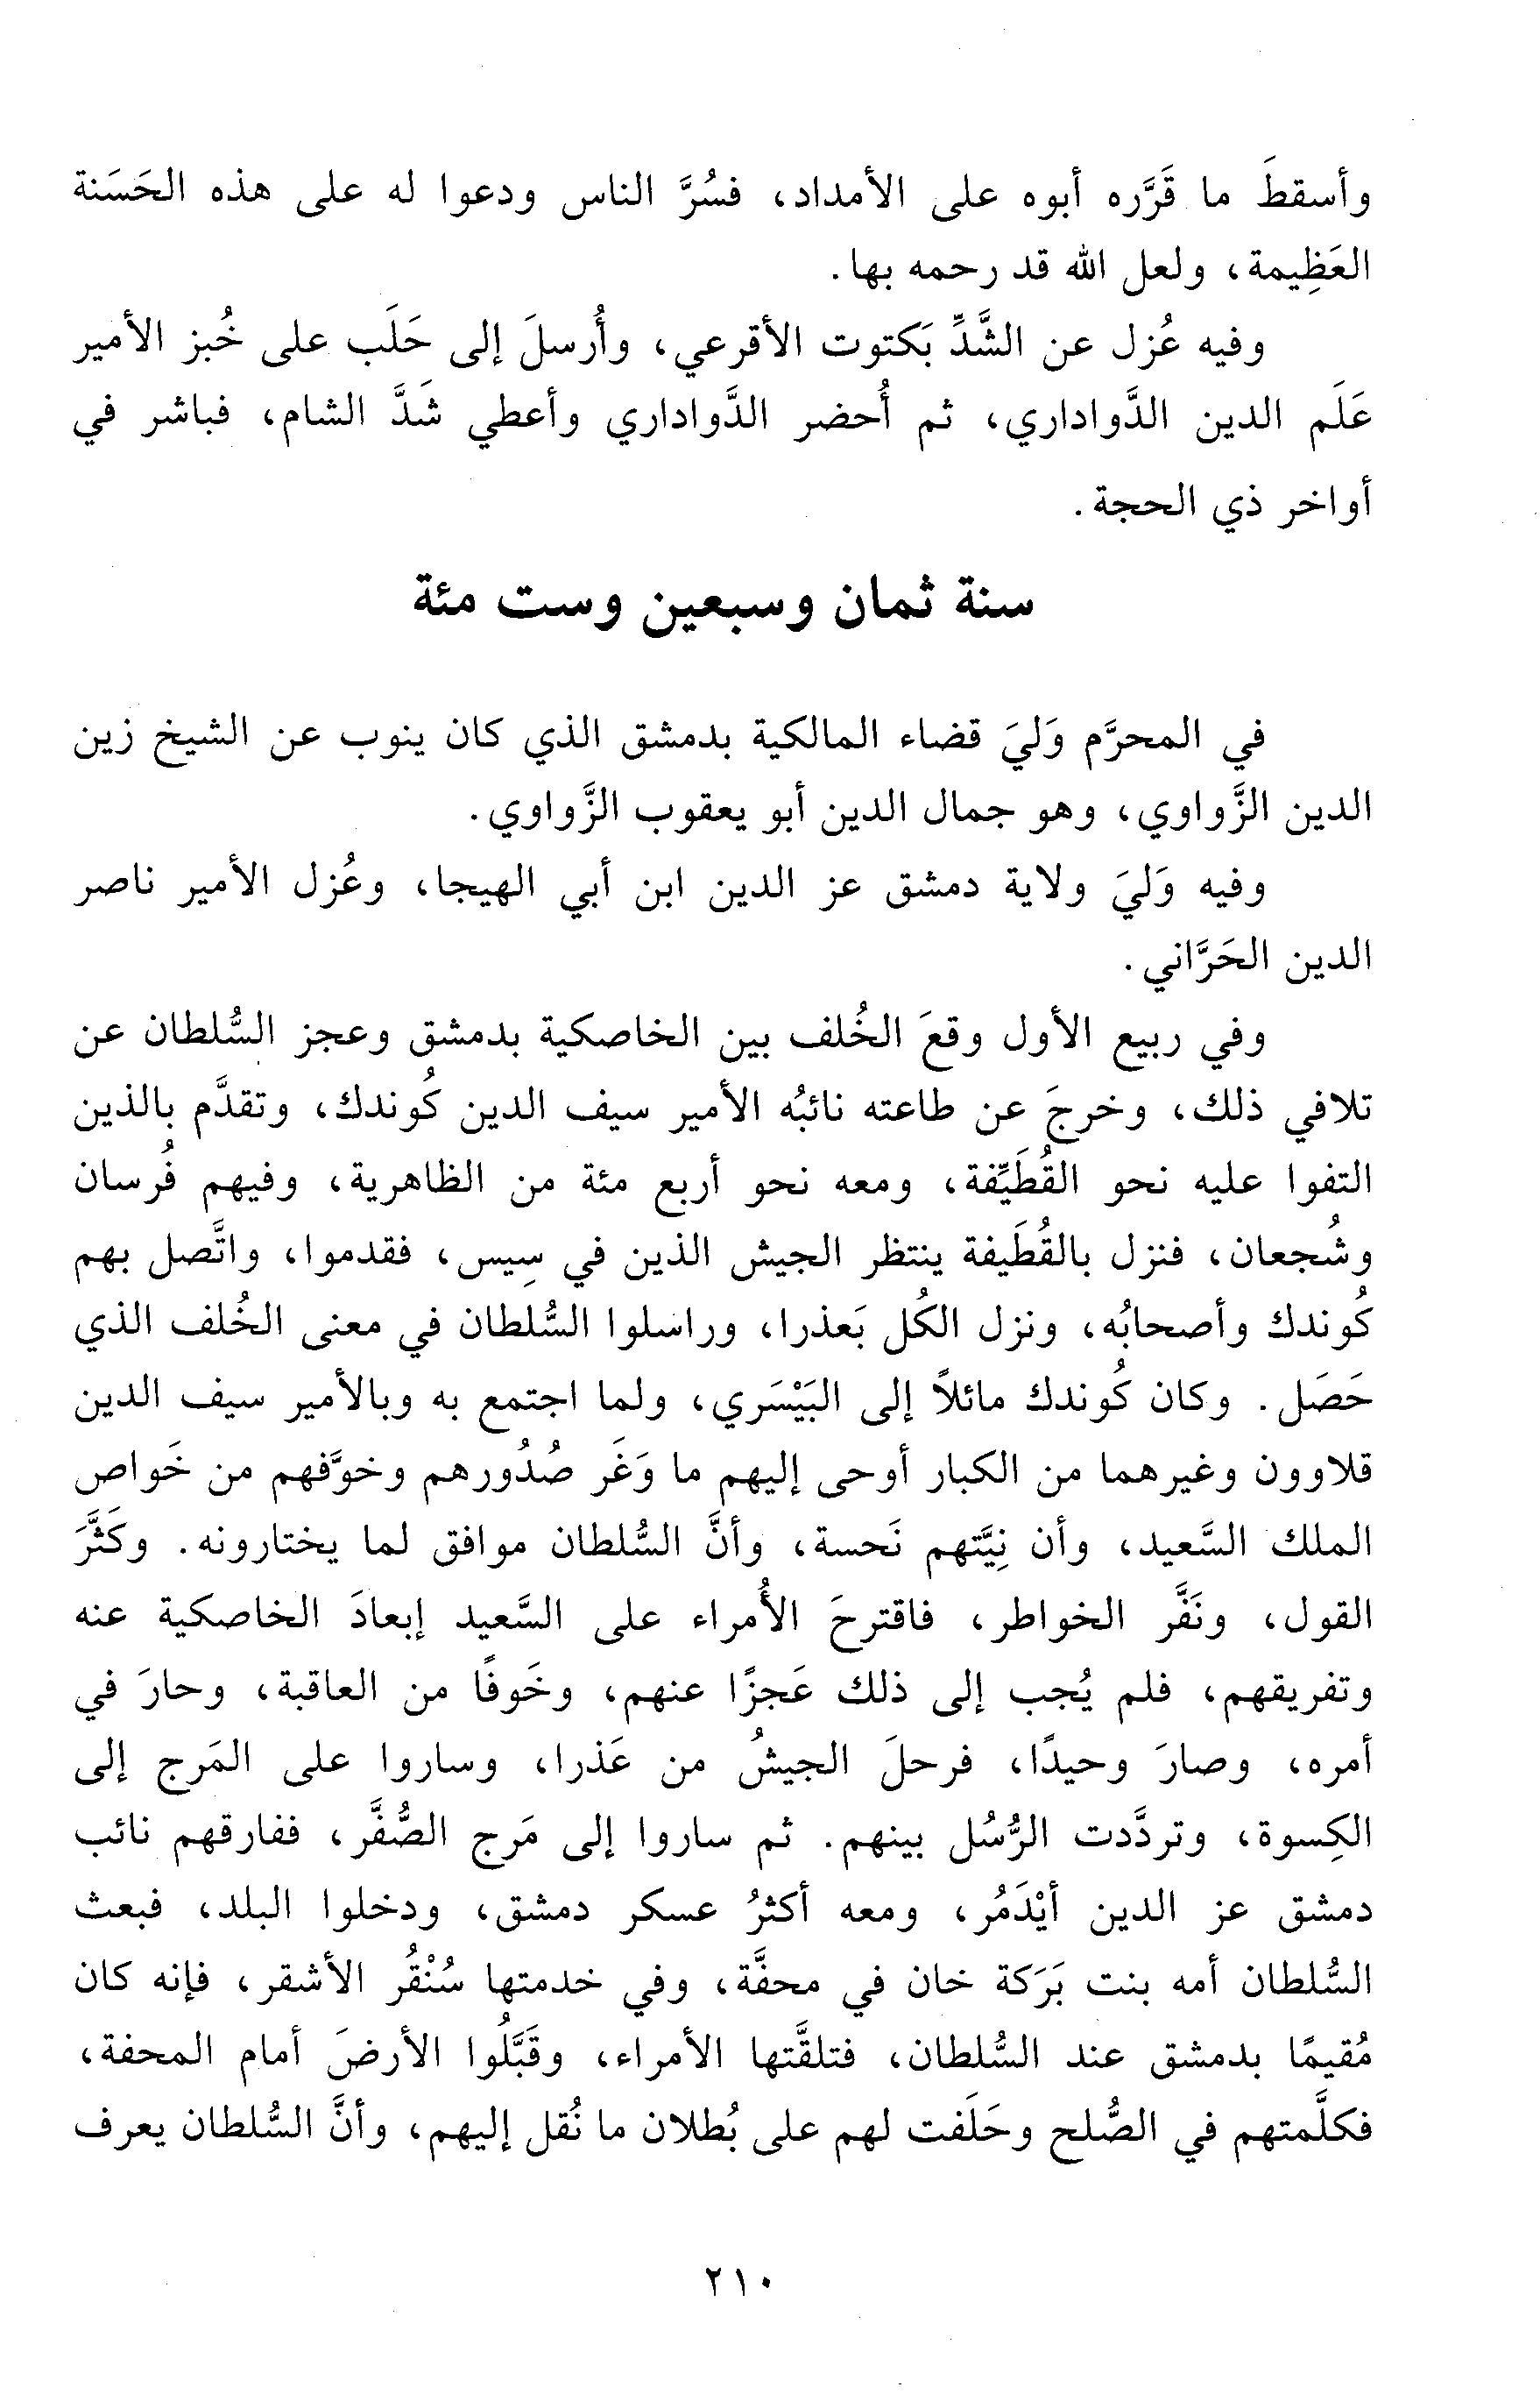 وأسقطَ ما قَرَّره أبوه على الأمداد، فسُرَّ الناس ودعوا له على هذه الحَسَنة
العَظِيمة، ولعل الله قد رحمه بها.
وفيه عُزل عن الشَّدِّ بَكتوت الأقرعي، وأُرسلَ إلى حَلَب على خُبز الأمير
عَلَم الدين الدَّواداري، ثم أُحضر الدَّواداري وأعطي شَدَّ الشام، فباشر في
أواخر ذي الحجة.
سنة ثمان وسبعين وست مئة
في المحرَّم وَليَ قضاء المالكية بدمشق الذي كان ينوب عن الشيخ زين
الدين الزَّواوي، وهو جمال الدين أبو يعقوب الزَّواوي.
وفيه وَليَ ولاية دمشق عز الدين ابن أبي الهيجا، وعُزل الأمير ناصر
الدين الحَرَّاني.
وفي ربيع الأول وقعَ الخُلف بين الخاصكية بدمشق وعجز السُّلطان عن
تلافي ذلك، وخرجَ عن طاعته نائبُه الأمير سيف الدين كُوندك، وتقدَّم بالذين
التفوا عليه نحو القُطَيِّفة، ومعه نحو أربع مئة من الظاهرية، وفيهم فُرسان
وشُجعان، فنزل بالقُطَيفة ينتظر الجيش الذين في سِيس، فقدموا، واتَّصل بهم
كُوندك وأصحابُه، ونزل الكُل بَعذرا، وراسلوا السُّلطان في معنى الخُلف الذي
حَصَل. وكان كُوندك مائلاً إلى البَيْسَري، ولما اجتمع به وبالأمير سيف الدين
قلاوون وغيرهما من الكبار أوحى إليهم ما وَغَر صُدُورهم وخوَّفهم من خَواص
الملك السَّعيد، وأن نِيَّتهم نَحسة، وأنَّ السُّلطان موافق لما يختارونه. وكَثَّرَ
القول، ونَفَّر الخواطر، فاقترحَ الأُمراء على السَّعيد إبعادَ الخاصكية عنه
وتفريقهم، فلم يُجب إلى ذلك عَجزًا عنهم، وخَوفًا من العاقبة، وحارَ في
أمره، وصارَ وحيدًا، فرحلَ الجيشُ من عَذرا، وساروا على المَرج إلى
الكِسوة، وتردَّدت الرُّسُل بينهم. ثم ساروا إلى مَرج الصُّفَّر، ففارقهم نائب
دمشق عز الدين أيْدَمُر، ومعه أكثرُ عسكر دمشق، ودخلوا البلد، فبعث
السُّلطان أمه بنت بَرَكة خان في محفَّة، وفي خدمتها سُنْقُر الأشقر، فإنه كان
مُقيمًا بدمشق عند السُّلطان، فتلقَّتها الأمراء، وقَبَّلُوا الأرضَ أمام المحفة،
فكلَّمتهم في الصُّلح وحَلَفت لهم على بُطلان ما نُقل إليهم، وأنَّ السُّلطان يعرف
٢١٠